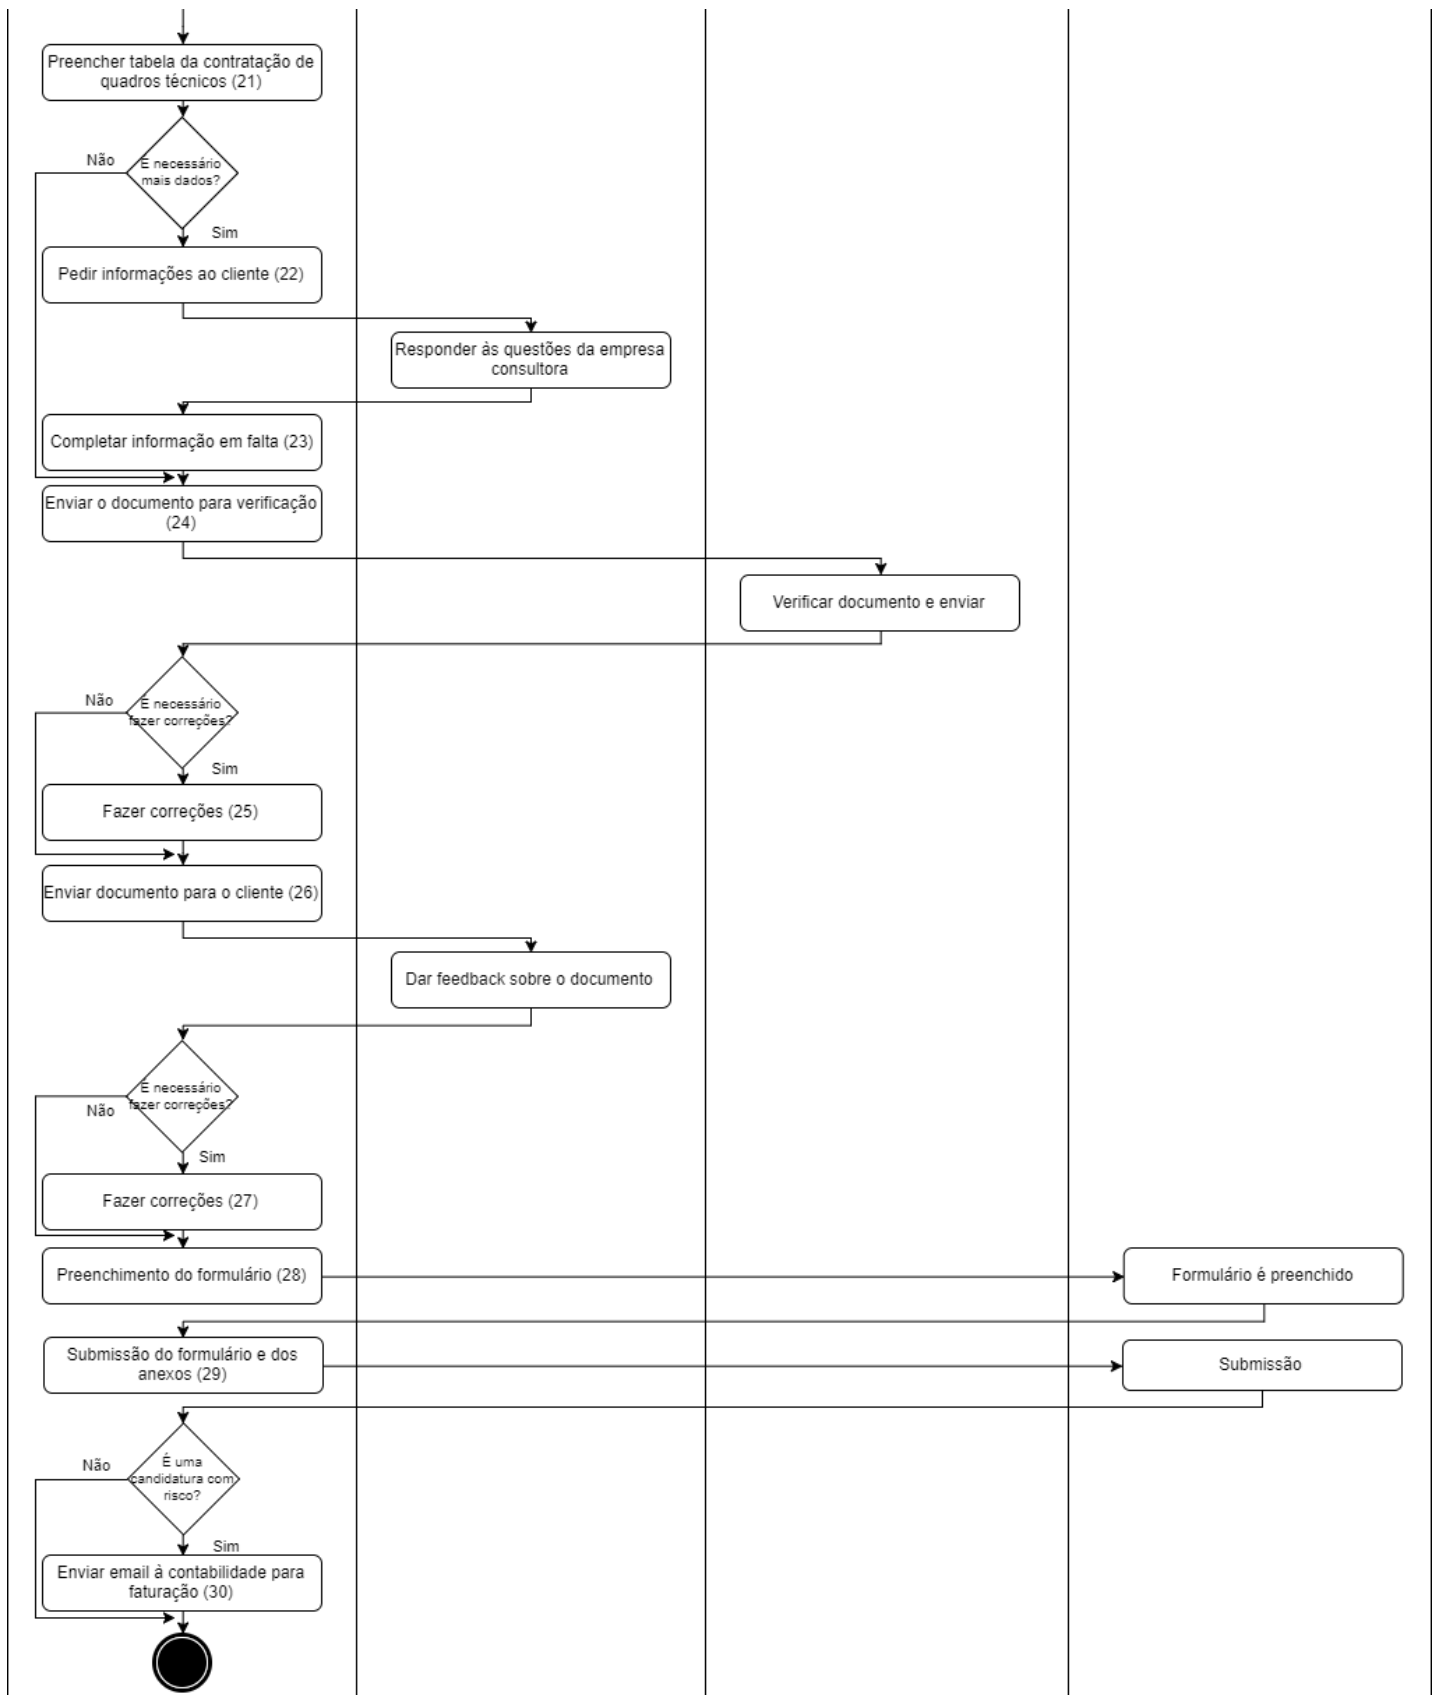 Preencher tabela da contratação de
quadros técnicos (21)
Não
É necessário
mais dados?
Sim
Pedir informações ao cliente (22)
Responder às questões da empresa
consultora
Completar informação em falta (23)
Enviar o documento para verificação
(24)
Verificar documento e enviar
Não
É necessário
fazer correções?
Sim
Fazer correções (25)
Enviar documento para o cliente (26)
Dar feedback sobre o documento
É necessário
fazer correções?
Não
Sim
Fazer correções (27)
Preenchimento do formulário (28)
Formulário é preenchido
Submissão do formulário e dos
anexos (29)
Submissão
Não
É uma
candidatura com
risco?
Sim
Enviar email à contabilidade para
faturação (30)